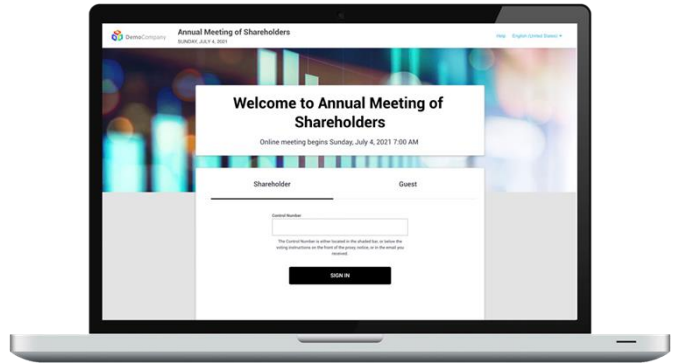 DemoCompany
Annual Meeting of Shareholders
SUNDAY, JULY 4, 2021
Help English (United States)
Welcome to Annual Meeting of
Shareholders
Online meeting begins Sunday, July 4, 2021 7:00 AM
Shareholder Guest
Control Number
The Control Number is either located in the shaded bar, or below the
voting instructions on the front of the proxy notice, or in the email you
received.
SIGN IN